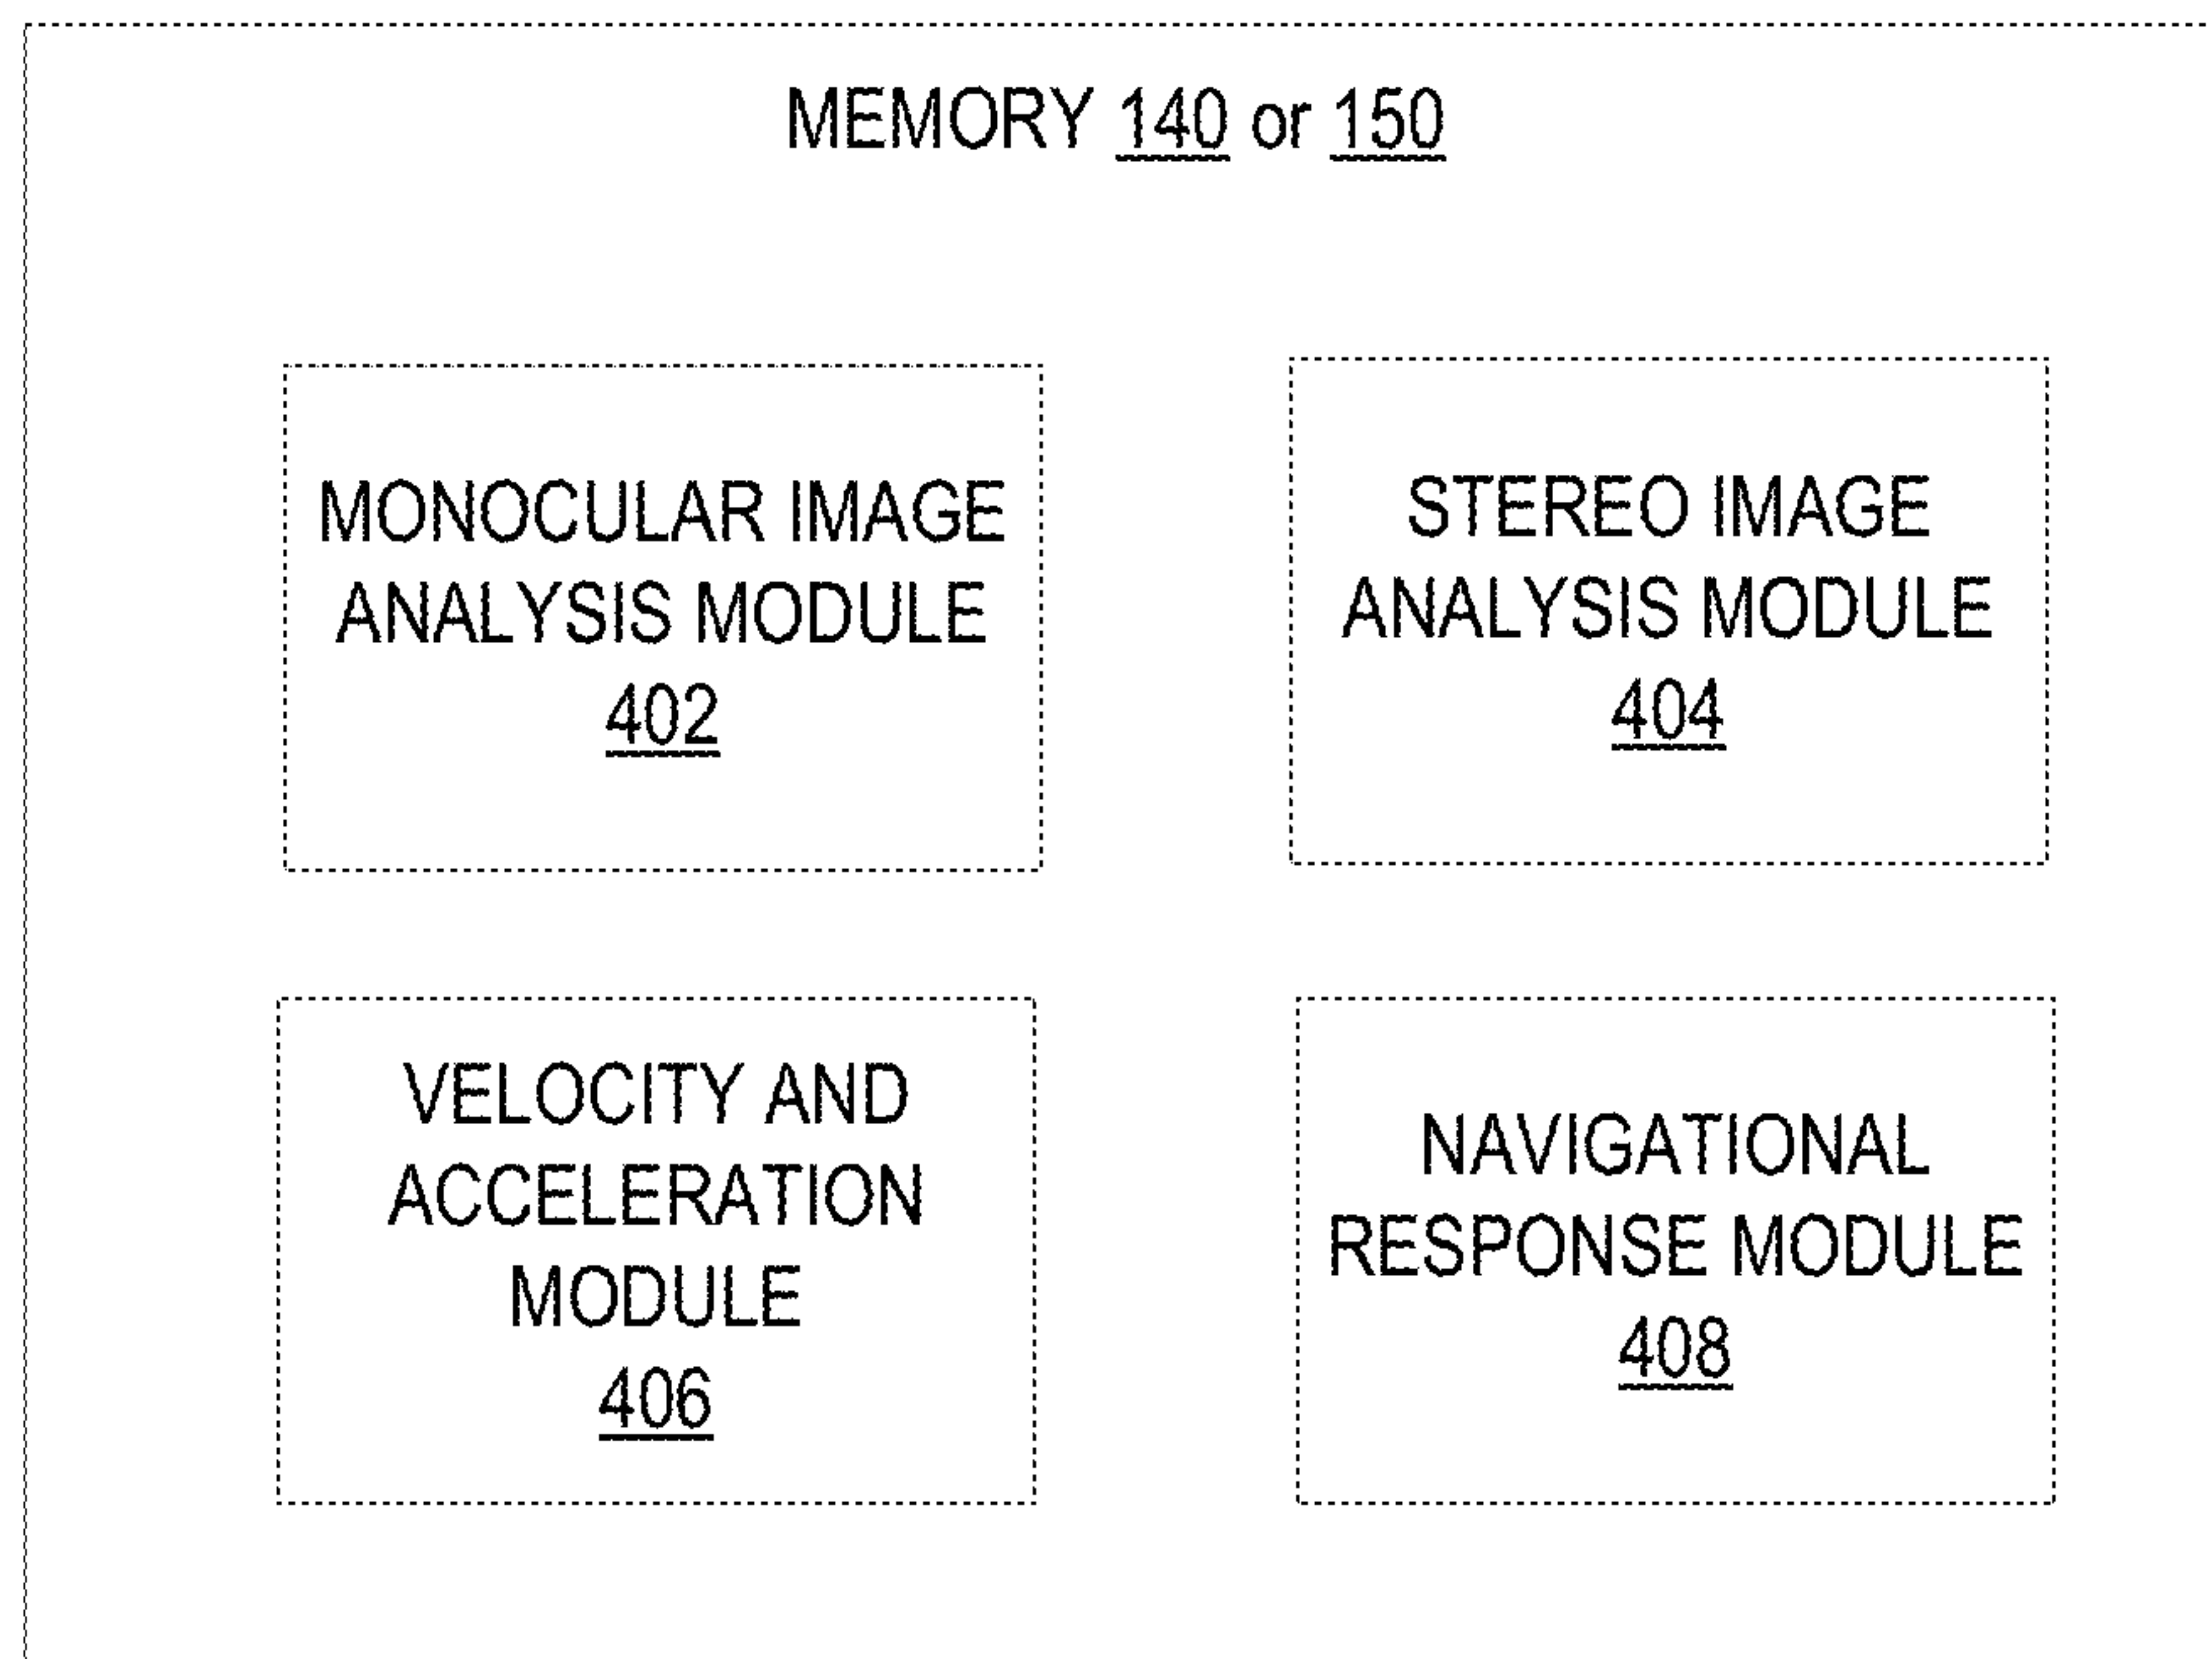 MEMORY 140 or 150
MONOCULAR IMAGE
ANALYSIS MODULE
402
STEREO IMAGE
ANALYSIS MODULE
404
VELOCITY AND
ACCELERATION
MODULE
406
NAVIGATIONAL
RESPONSE MODULE
408